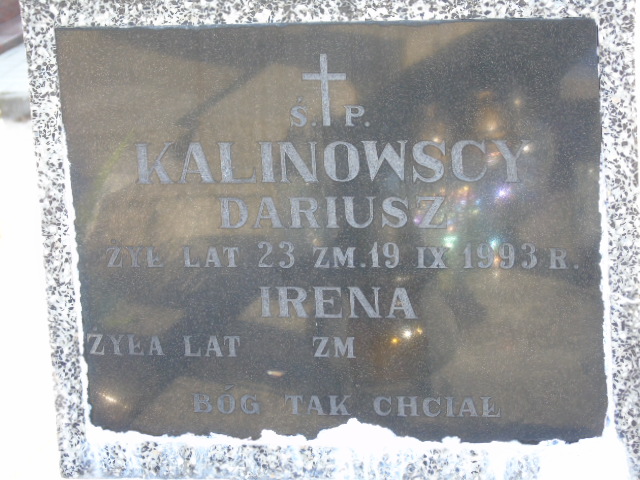 Ś. P.
KALINOWSCY
DARIUSZ
ŻYŁ LAT 23 ZM. 19 IX 1993 R.
IRENA
ŻYŁA LAT ZM
BÓG TAK CHCIAŁ